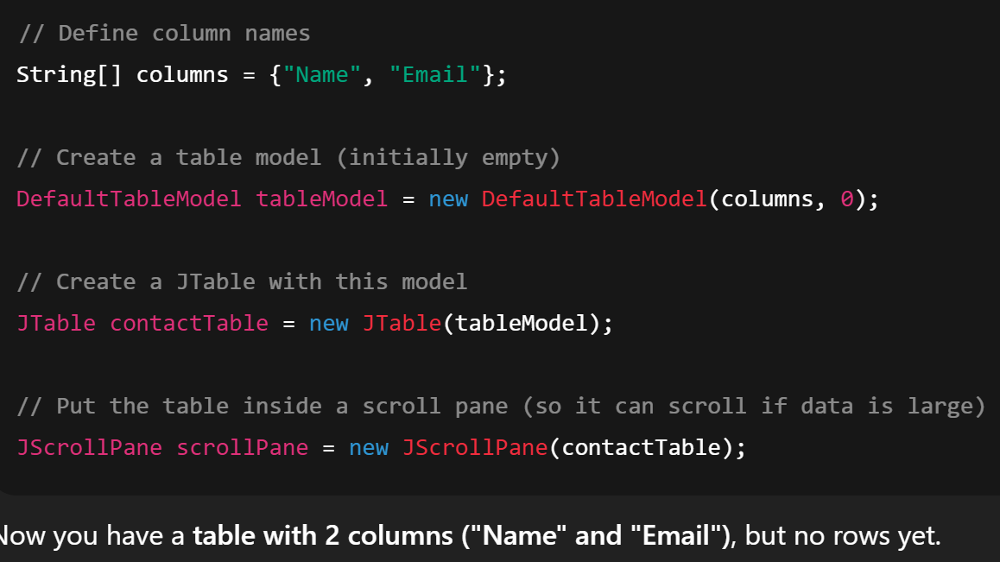 // Define column names
String[] columns = {"Name", "Email"};
// Create a table model (initially empty)
DefaultTableModel tableModel = new DefaultTableModel(columns, 0);
// Create a JTable with this model
JTable contactTable = new JTable(tableModel);
// Put the table inside a scroll pane (so it can scroll if data is large)
JScrollPane scrollPane = new JScrollPane(contactTable);
Now you have a table with 2 columns ("Name" and "Email"), but no rows yet.